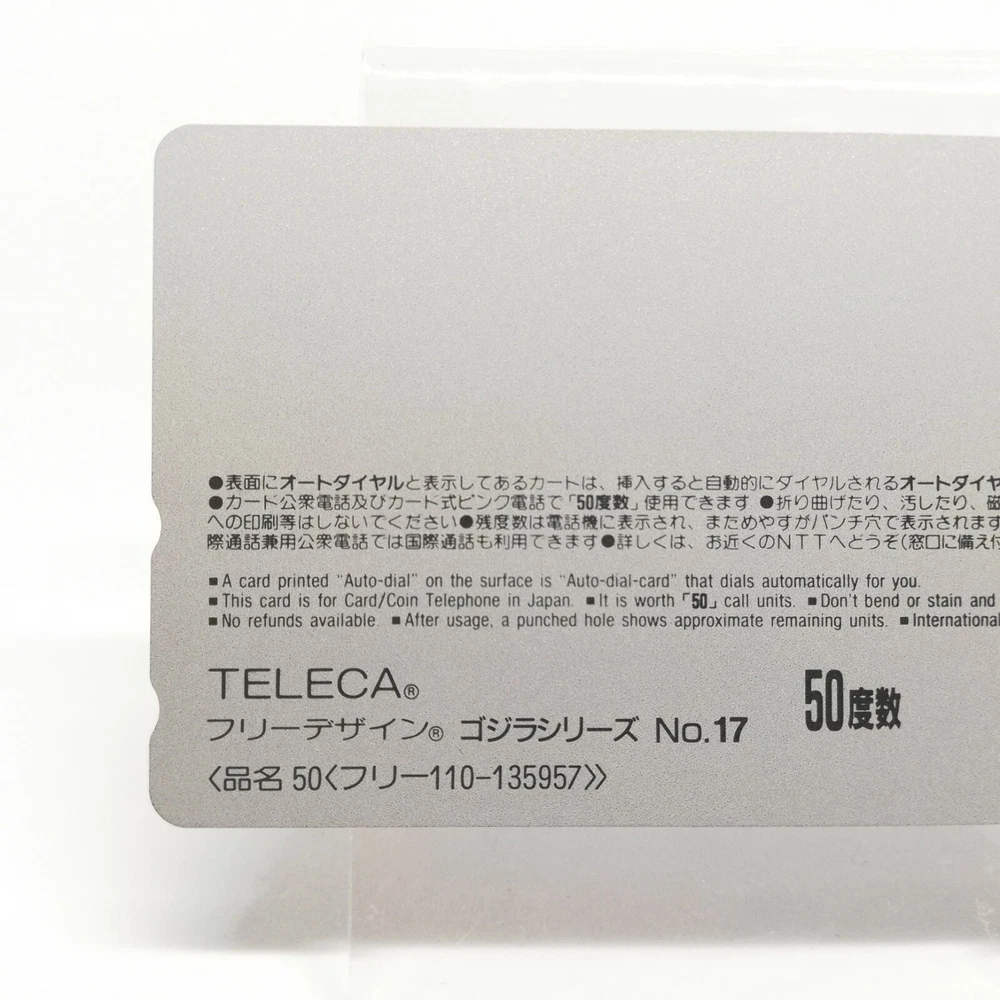 ●表面にオートダイヤルと表示してあるカードは、挿入すると自動的にダイヤルされるオートダイヤ
●カード公衆電話及びカード式ピンク電話で「50度数」使用できます ●折り曲げたり、汚したり、磁
への印刷等はしないでください●残度数は電話機に表示され、まためやすがパンチ穴で表示されます
際通話兼用公衆電話では国際通話も利用できます●詳しくは、お近くのNTTへどうぞ(窓口に備え付
■A card printed "Auto-dial" on the surface is "Auto-dial-card" that dials automatically for you.
■This card is for Card/Coin Telephone in Japan. ■It is worth「50」call units. ■Don't bend or stain and
■No refunds available. ■After usage, a punched hole shows approximate remaining units. ■International
TELECA®
50度数
フリーデザイン® ゴジラシリーズ No.17
〈品名 50〈フリー110-135957〉〉